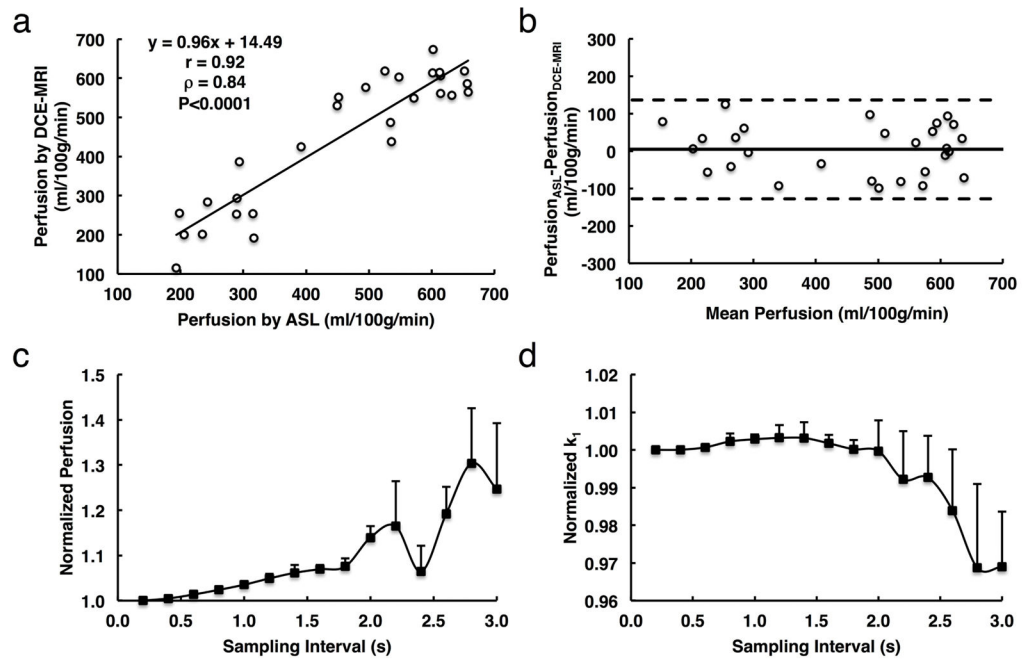 a
y = 0.96x + 14.49
r = 0.92
ρ = 0.84
P<0.0001
Perfusion by DCE-MRI
(ml/100g/min)
700
600
500
400
300
200
100
100 200 300 400 500 600 700
Perfusion by ASL (ml/100g/min)
b
Perfusion_ASL-Perfusion_DCE-MRI
(ml/100g/min)
300
200
100
0
-100
-200
-300
100 200 300 400 500 600 700
Mean Perfusion (ml/100g/min)
c
Normalized Perfusion
1.5
1.4
1.3
1.2
1.1
1.0
0.0 0.5 1.0 1.5 2.0 2.5 3.0
Sampling Interval (s)
d
Normalized k₁
1.02
1.01
1.00
0.99
0.98
0.97
0.96
0.0 0.5 1.0 1.5 2.0 2.5 3.0
Sampling Interval (s)